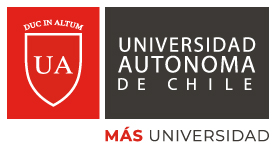 DUC IN ALTUM
UA
UNIVERSIDAD
AUTONOMA
DE CHILE
MÁS UNIVERSIDAD